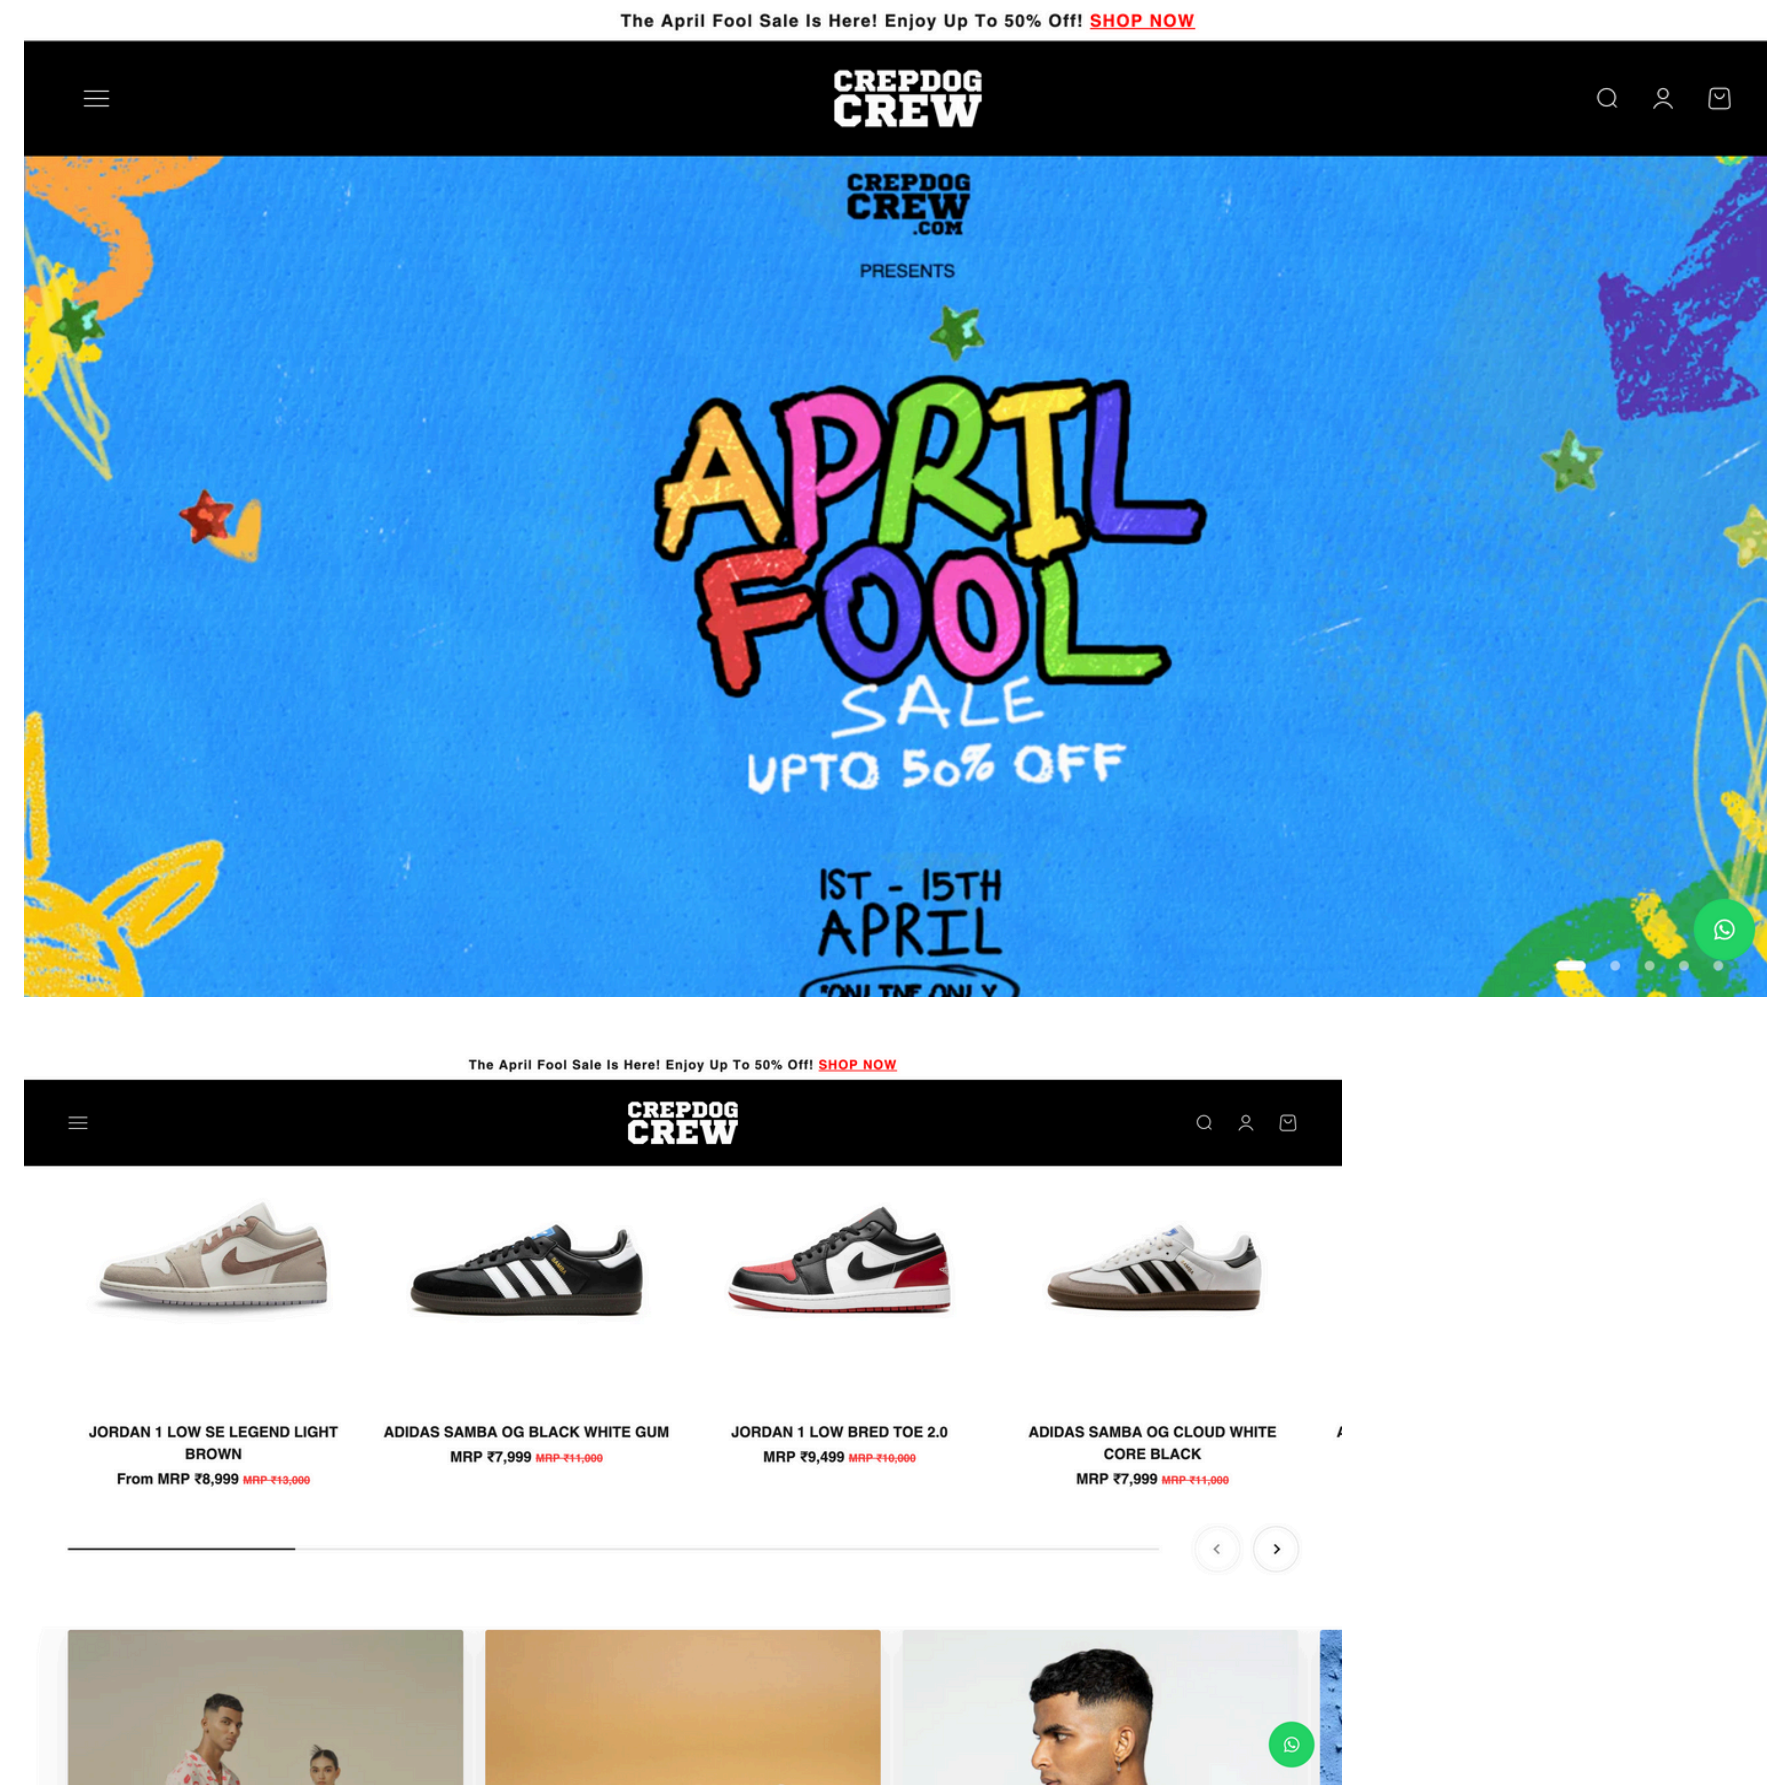 The April Fool Sale Is Here! Enjoy Up To 50% Off! SHOP NOW
CREPDOG
CREW
CREPDOG
CREW
.COM
PRESENTS
APRIL
FOOL
SALE
UPTO 50% OFF
1ST - 15TH
APRIL
*ONLINE ONLY
The April Fool Sale Is Here! Enjoy Up To 50% Off! SHOP NOW
CREPDOG
CREW
JORDAN 1 LOW SE LEGEND LIGHT
BROWN
From MRP ₹8,999 MRP ₹13,000
ADIDAS SAMBA OG BLACK WHITE GUM
MRP ₹7,999 MRP ₹11,000
JORDAN 1 LOW BRED TOE 2.0
MRP ₹9,499 MRP ₹10,000
ADIDAS SAMBA OG CLOUD WHITE
CORE BLACK
MRP ₹7,999 MRP ₹11,000